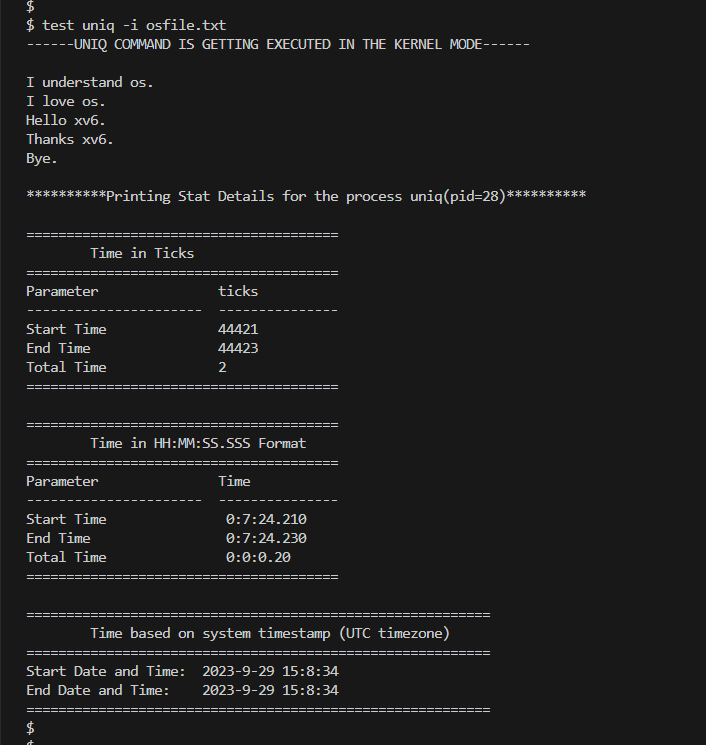 $
$ test uniq -i osfile.txt
------UNIQ COMMAND IS GETTING EXECUTED IN THE KERNEL MODE------
I understand os.
I love os.
Hello xv6.
Thanks xv6.
Bye.
**********Printing Stat Details for the process uniq(pid=28)**********
=======================================
        Time in Ticks
=======================================
Parameter               ticks
----------------------  ---------------
Start Time              44421
End Time                44423
Total Time              2
=======================================
=======================================
        Time in HH:MM:SS.SSS Format
=======================================
Parameter               Time
----------------------  ---------------
Start Time               0:7:24.210
End Time                 0:7:24.230
Total Time               0:0:0.20
=======================================
==========================================================
        Time based on system timestamp (UTC timezone)
==========================================================
Start Date and Time:  2023-9-29 15:8:34
End Date and Time:    2023-9-29 15:8:34
==========================================================
$
$